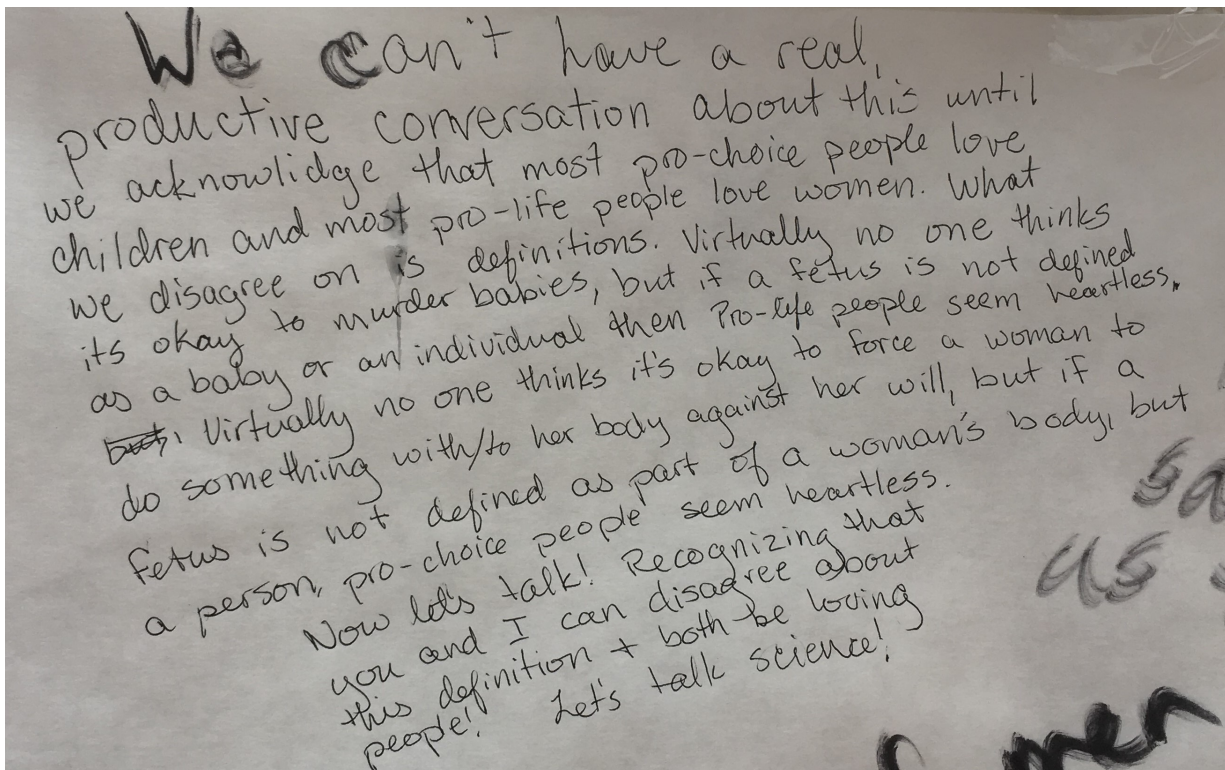 We can't have a real,
productive conversation about this until
we acknowlidge that most pro-choice people love
children and most pro-life people love women. What
we disagree on is definitions. Virtually no one thinks
its okay to murder babies, but if a fetus is not defined
as a baby or an individual then Pro-life people seem heartless.
but, Virtually no one thinks it's okay to force a woman to
do something with/to her body against her will, but if a
fetus is not defined as part of a woman's body, but
a person, pro-choice people seem heartless.
Now let's talk! Recognizing that
you and I can disagree about
this definition + both be loving
people! Let's talk science!
sa
as
men